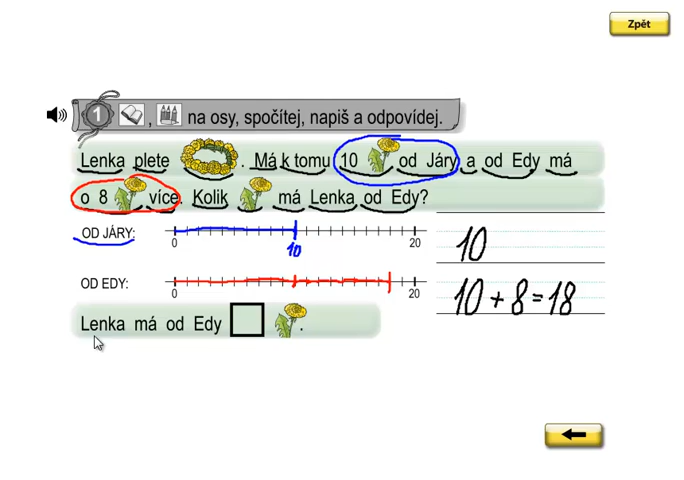 Zpět
1 , na osy, spočítej, napiš a odpovídej.
Lenka plete . Má k tomu 10 od Járy a od Edy má
o 8 více. Kolik má Lenka od Edy?
OD JÁRY: 0 10 20 10
OD EDY: 0 20 10 + 8 = 18
Lenka má od Edy .